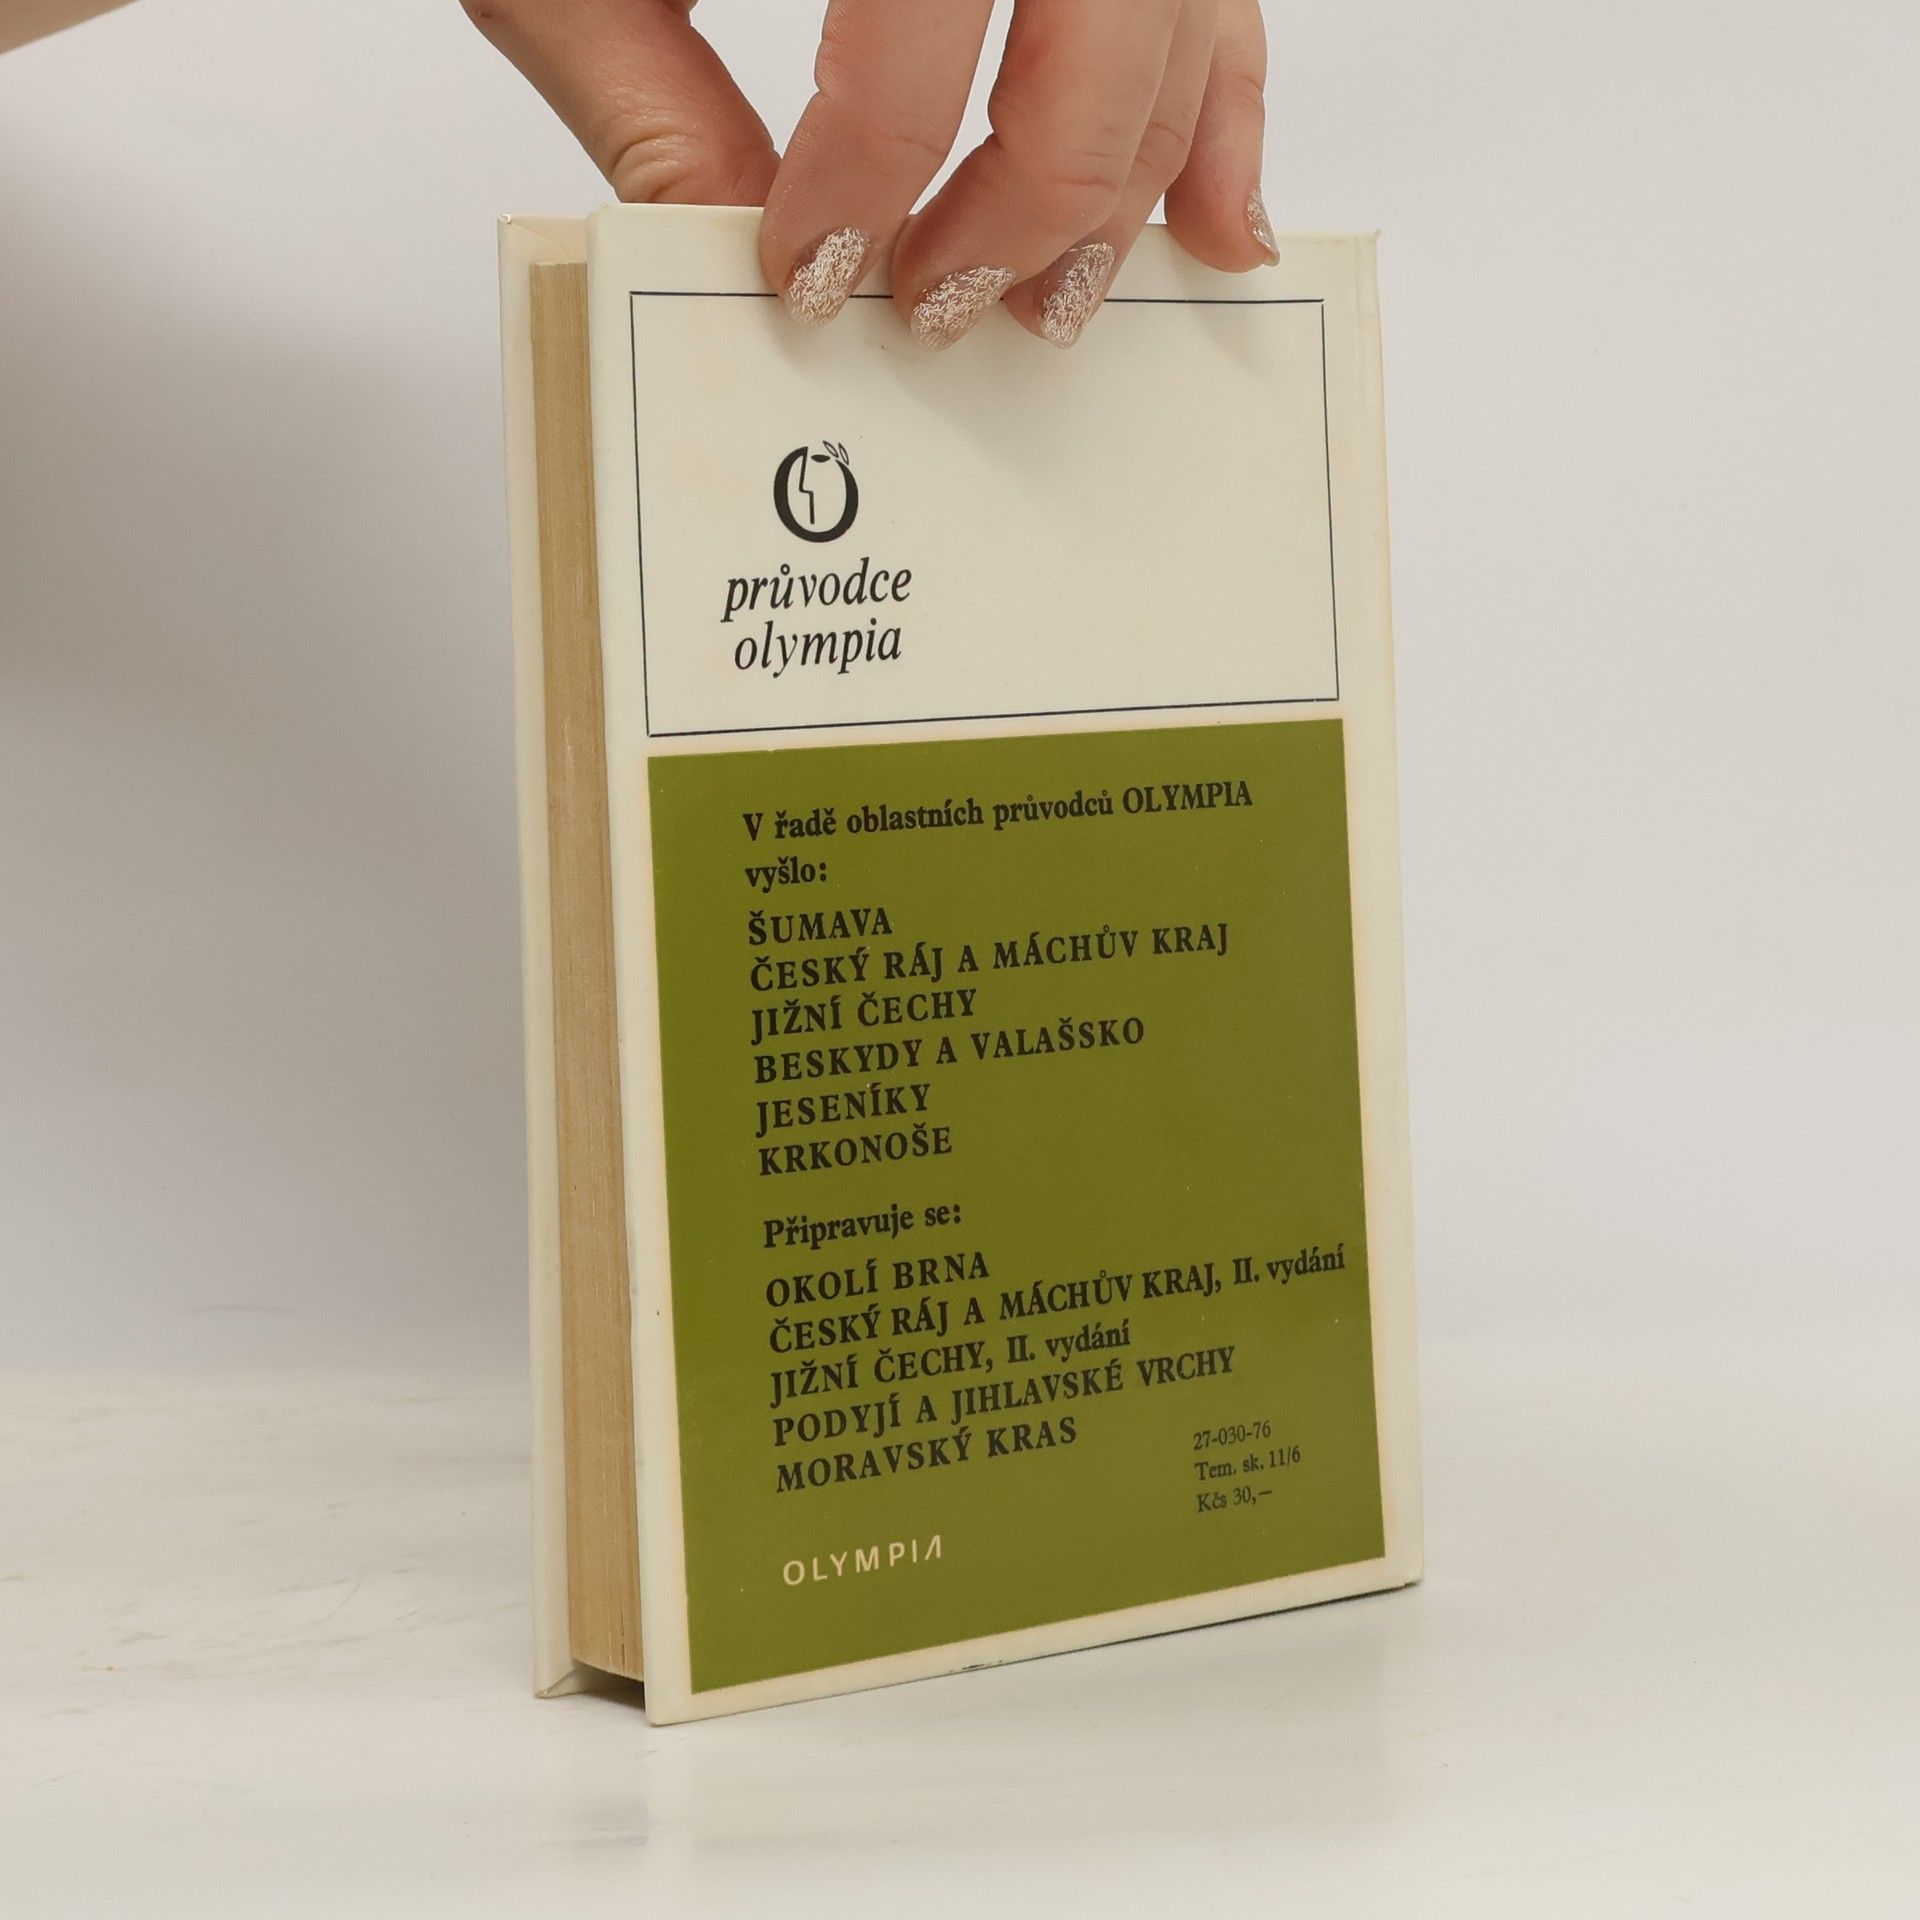 průvodce
olympia
V řadě oblastních průvodců OLYMPIA
vyšlo:
ŠUMAVA
ČESKÝ RÁJ A MÁCHŮV KRAJ
JIŽNÍ ČECHY
BESKYDY A VALAŠSKO
JESENÍKY
KRKONOŠE
Připravuje se:
OKOLÍ BRNA
ČESKÝ RÁJ A MÁCHŮV KRAJ, II. vydání
JIŽNÍ ČECHY, II. vydání
PODYJÍ A JIHLAVSKÉ VRCHY
MORAVSKÝ KRAS
27-030-76
Tem. sk. 11/6
Kčs 30,—
OLYMPIA